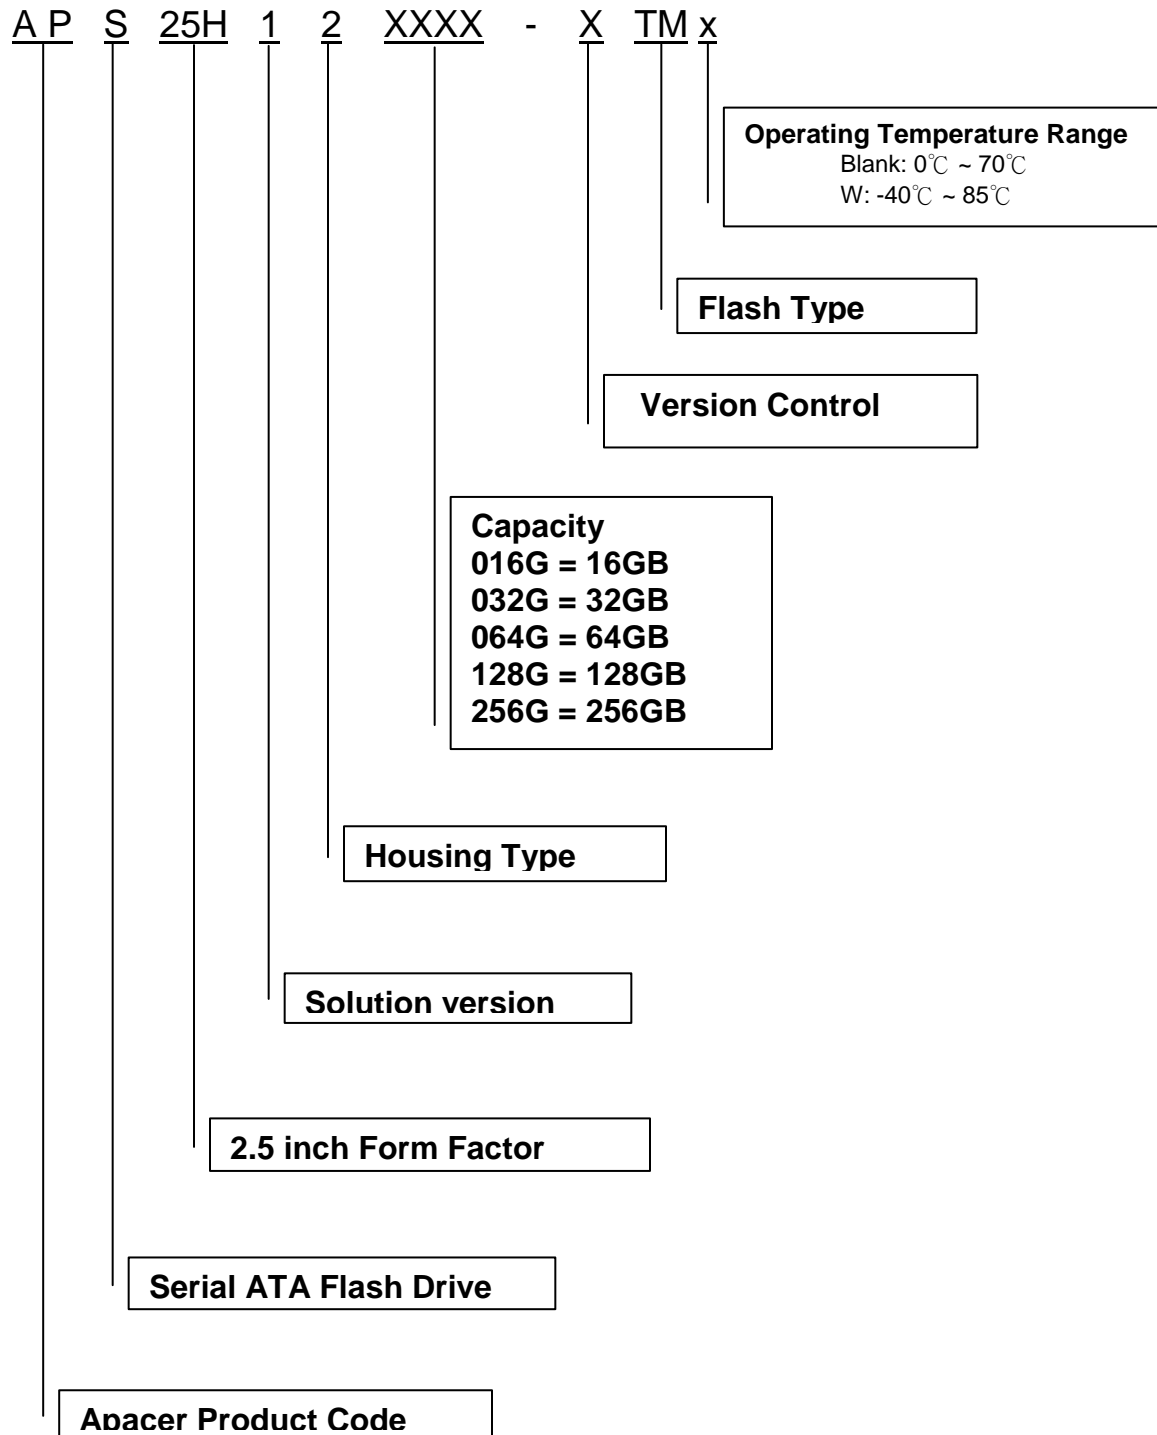 A P S 25H 1 2 XXXX - X TM x
Operating Temperature Range
Blank: 0℃ ~ 70℃
W: -40℃ ~ 85℃
Flash Type
Version Control
Capacity
016G = 16GB
032G = 32GB
064G = 64GB
128G = 128GB
256G = 256GB
Housing Type
Solution version
2.5 inch Form Factor
Serial ATA Flash Drive
Apacer Product Code